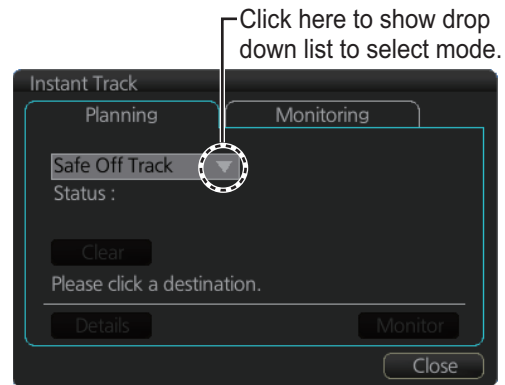 Click here to show drop
down list to select mode.
Instant Track
Planning Monitoring
Safe Off Track
Status :
Clear
Please click a destination.
Details Monitor
Close